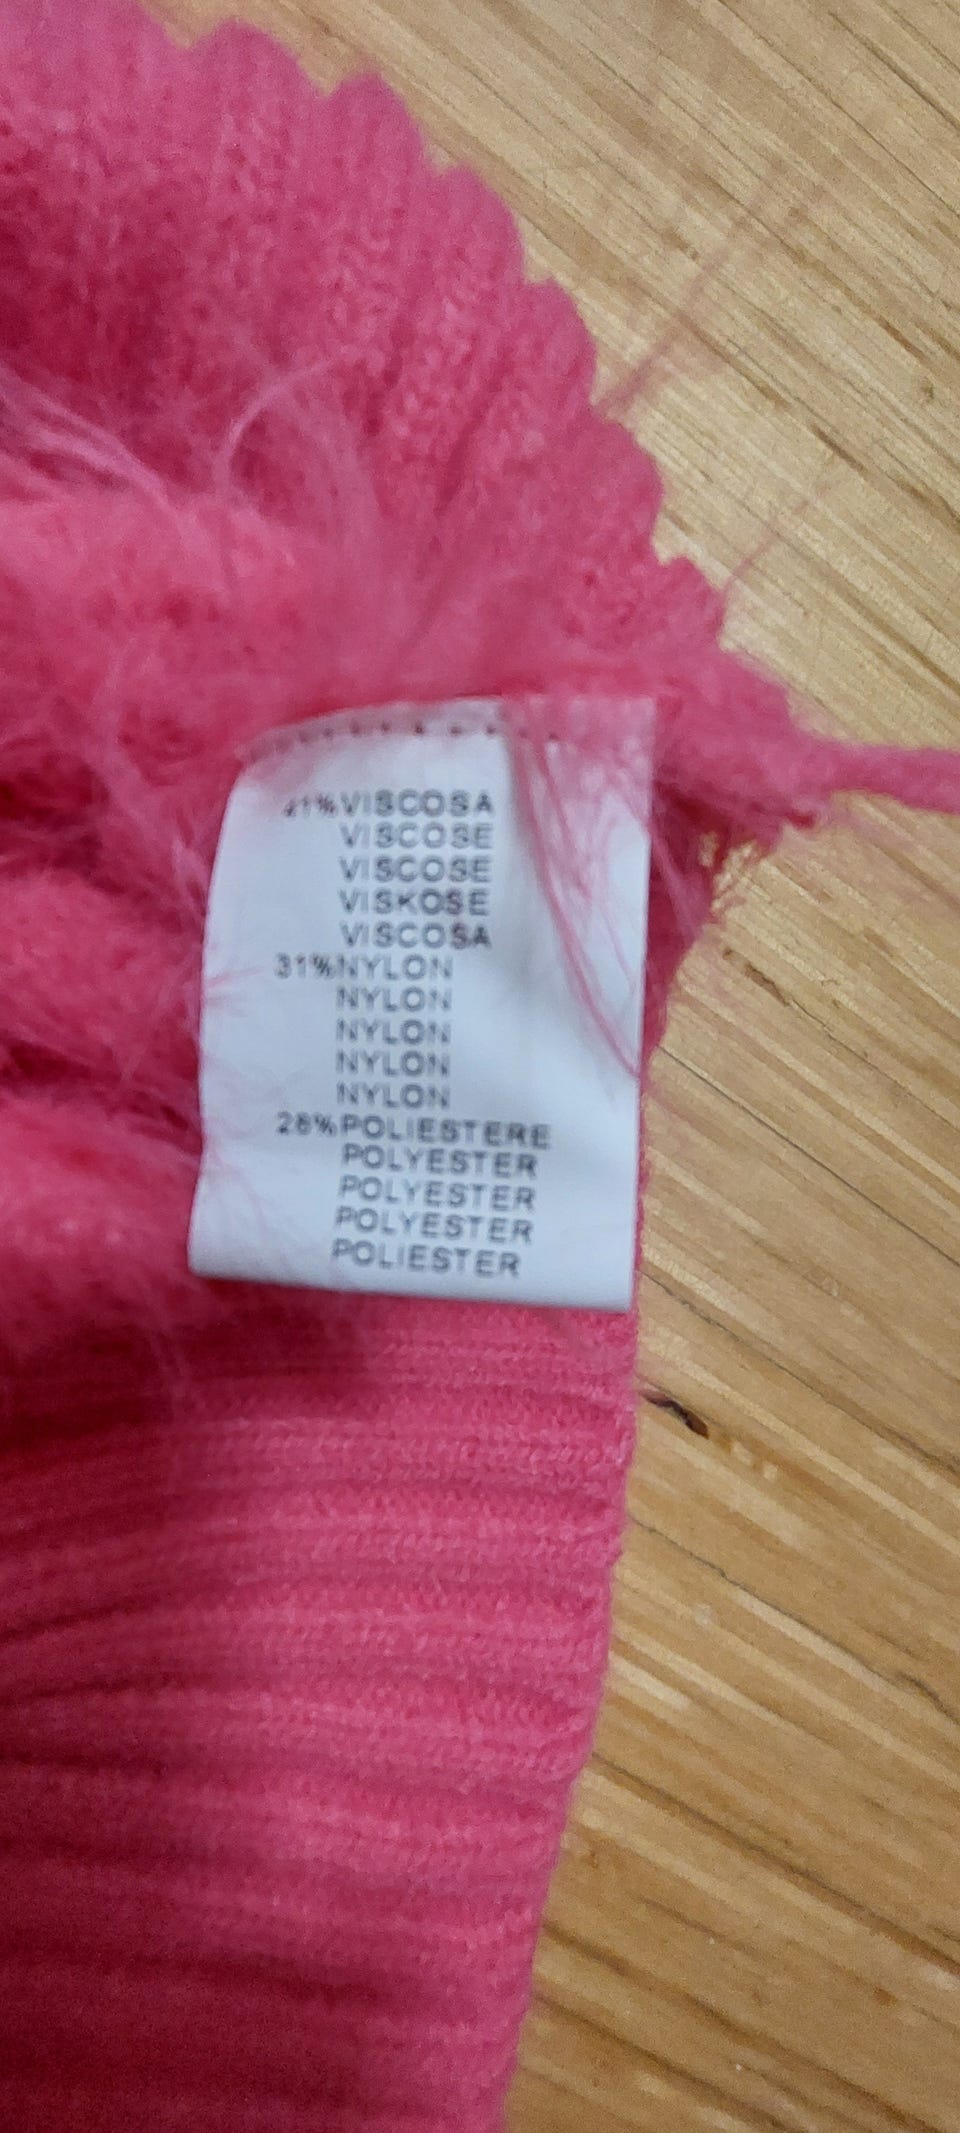 41%VISCOSA
VISCOSE
VISCOSE
VISKOSE
VISCOSA
31%NYLON
NYLON
NYLON
NYLON
NYLON
28%POLIESTERE
POLYESTER
POLYESTER
POLYESTER
POLIESTER